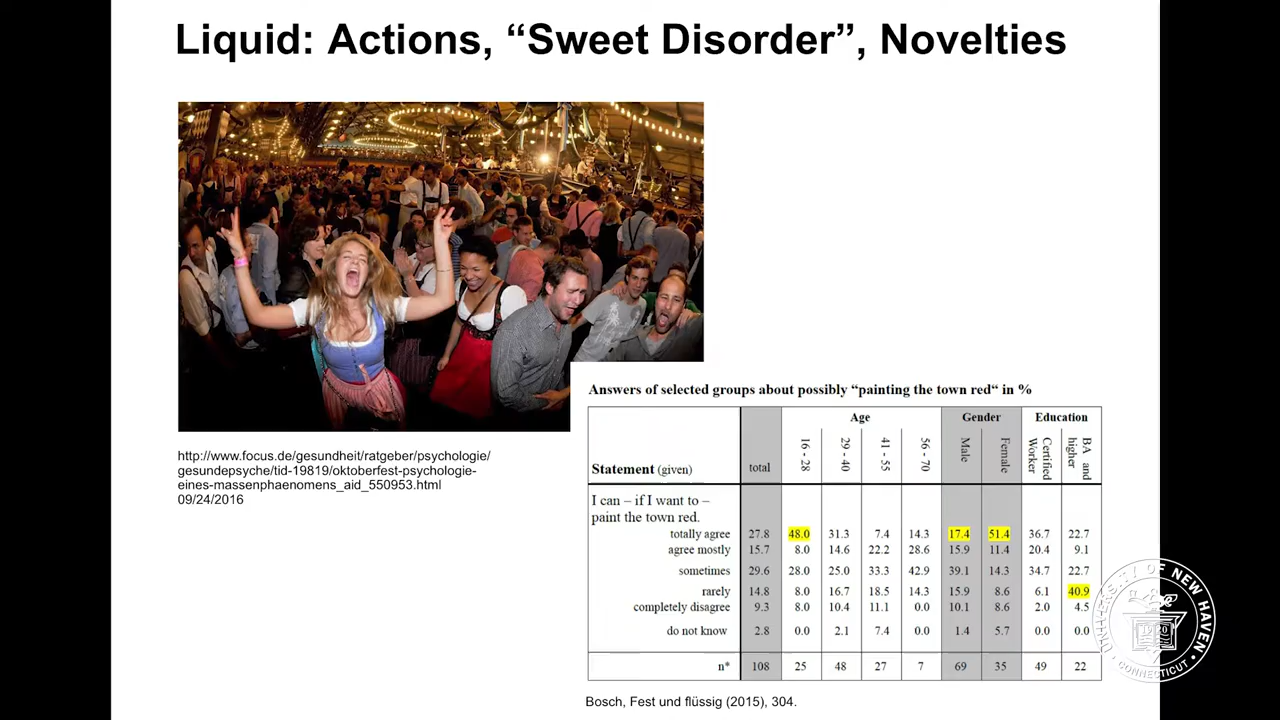 Liquid: Actions, “Sweet Disorder”, Novelties
http://www.focus.de/gesundheit/ratgeber/psychologie/
gesundepsyche/tid-19819/oktoberfest-psychologie-
eines-massenphaenomens_aid_550953.html
09/24/2016
Answers of selected groups about possibly “painting the town red“ in %
Age Gender Education
Statement (given) total 16 - 28 29 - 40 41 - 55 56 - 70 Male Female Certified Worker BA and higher
I can – if I want to –
paint the town red.
totally agree 27.8 48.0 31.3 7.4 14.3 17.4 51.4 36.7 22.7
agree mostly 15.7 8.0 14.6 22.2 28.6 15.9 11.4 20.4 9.1
sometimes 29.6 28.0 25.0 33.3 42.9 39.1 14.3 34.7 22.7
rarely 14.8 8.0 16.7 18.5 14.3 15.9 8.6 6.1 40.9
completely disagree 9.3 8.0 10.4 11.1 0.0 10.1 8.6 2.0 4.5
do not know 2.8 0.0 2.1 7.4 0.0 1.4 5.7 0.0 0.0
n* 108 25 48 27 7 69 35 49 22
Bosch, Fest und flüssig (2015), 304.
UNIVERSITY OF NEW HAVEN
1920
CONNECTICUT